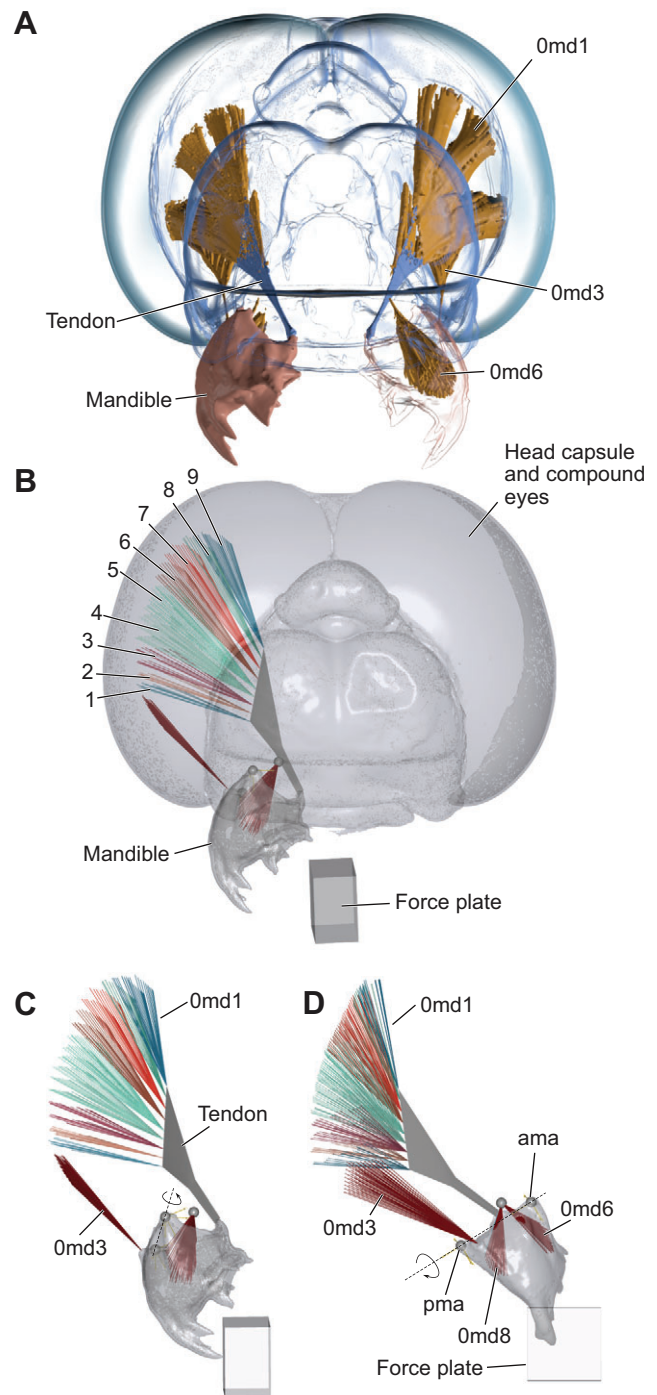 A
0md1
0md3
Tendon
0md6
Mandible
Head capsule
and compound
eyes
B
9
8
7
6
5
4
3
2
1
Mandible
Force plate
C
D
0md1
0md1
Tendon
ama
0md3
0md3
0md6
pma
0md8
Force plate